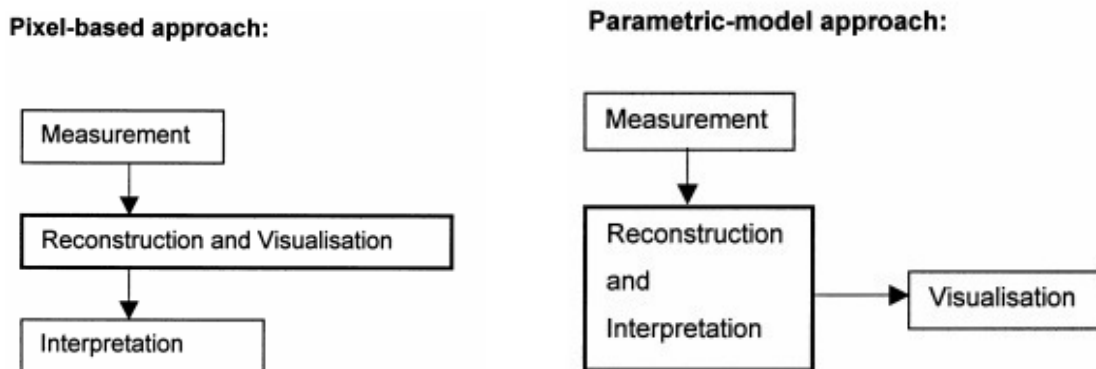 Pixel-based approach:
Measurement
Reconstruction and Visualisation
Interpretation
Parametric-model approach:
Measurement
Reconstruction
and
Interpretation
Visualisation